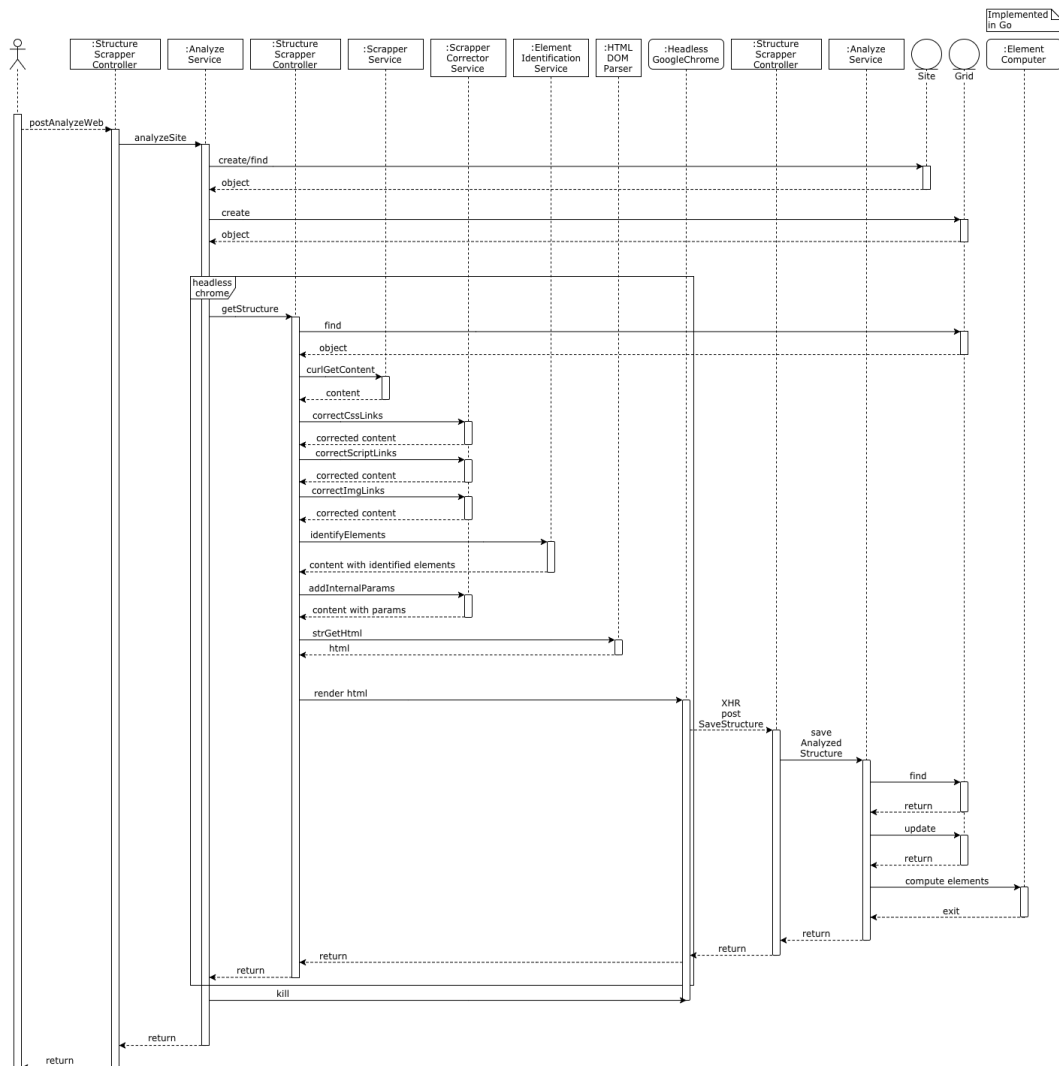 Implemented
in Go
:Structure
Scrapper
Controller
:Analyze
Service
:Structure
Scrapper
Controller
:Scrapper
Service
:Scrapper
Corrector
Service
:Element
Identification
Service
:HTML
DOM
Parser
:Headless
GoogleChrome
:Structure
Scrapper
Controller
:Analyze
Service
Site
Grid
:Element
Computer
postAnalyzeWeb
analyzeSite
create/find
object
create
object
headless
chrome
getStructure
find
object
curlGetContent
content
correctCssLinks
corrected content
correctScriptLinks
corrected content
correctImgLinks
corrected content
identifyElements
content with identified elements
addInternalParams
content with params
strGetHtml
html
render html
XHR
post
SaveStructure
save
Analyzed
Structure
find
return
update
return
compute elements
exit
return
return
return
return
kill
return
return